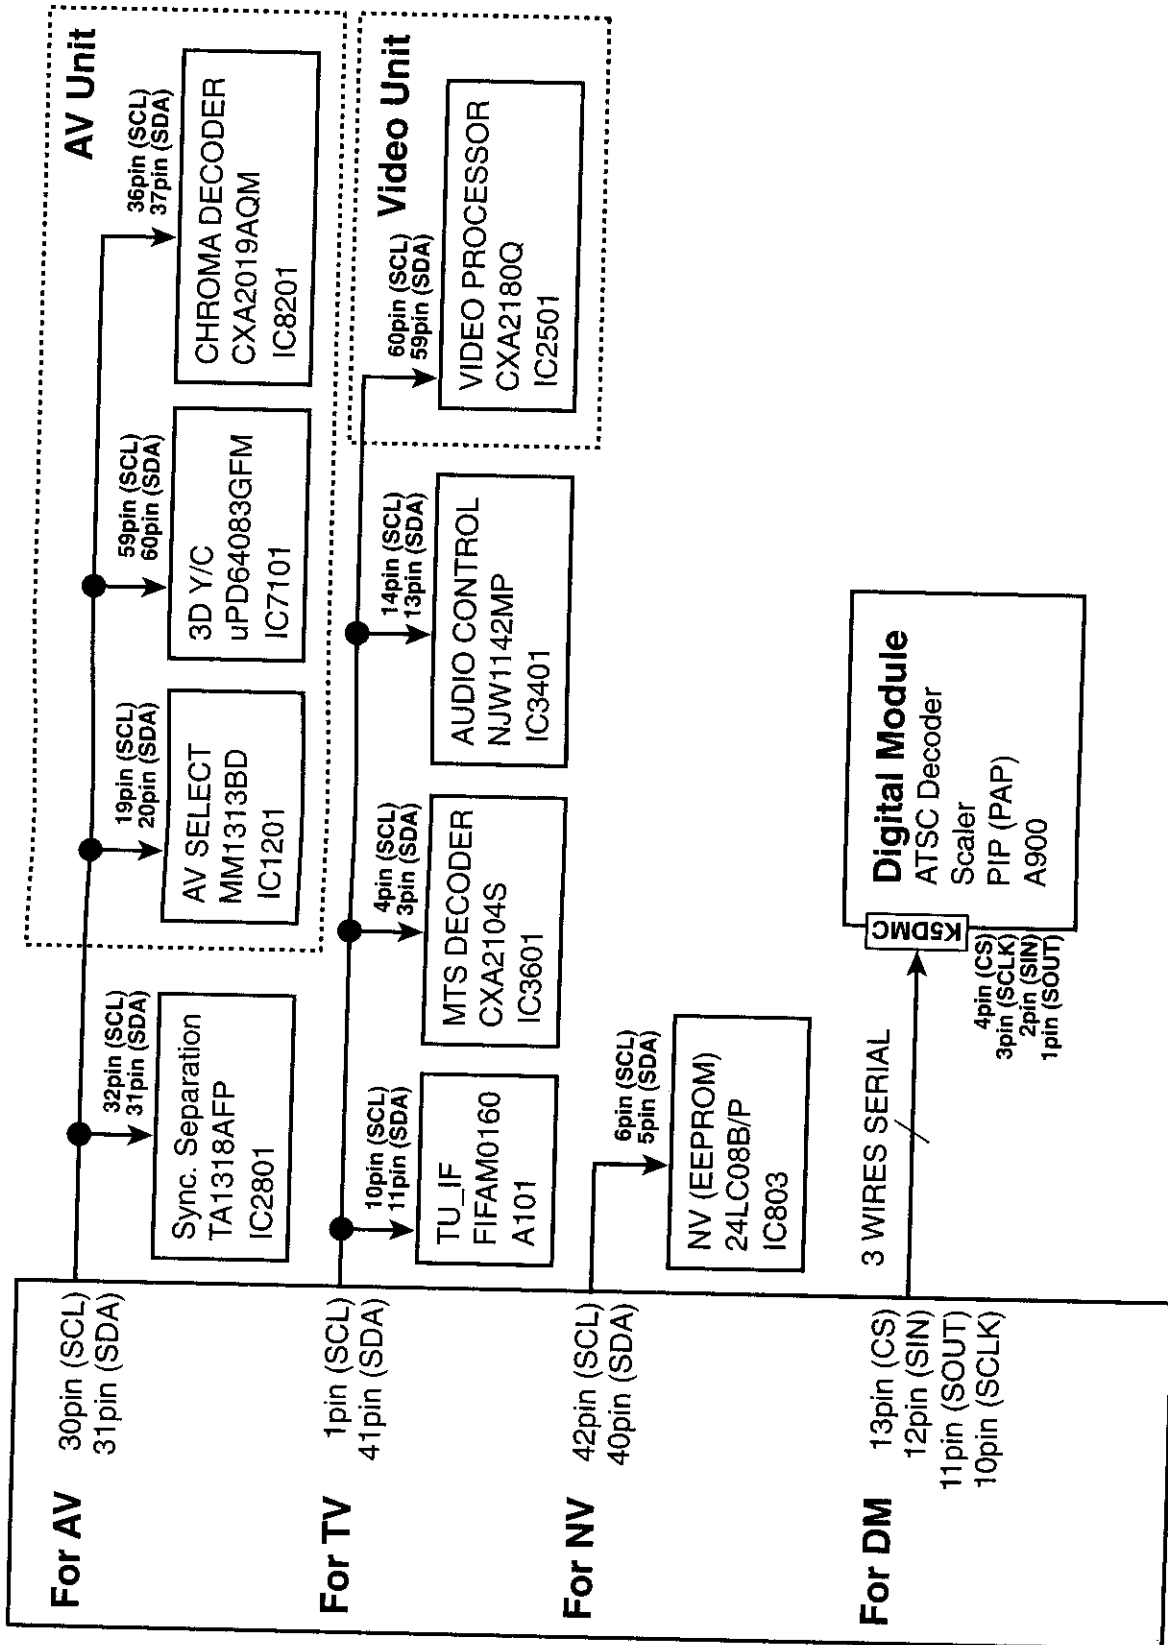 AV Unit
36pin (SCL)
37pin (SDA)
CHROMA DECODER
CXA2019AQM
IC8201
59pin (SCL)
60pin (SDA)
3D Y/C
uPD64083GFM
IC7101
19pin (SCL)
20pin (SDA)
AV SELECT
MM1313BD
IC1201
32pin (SCL)
31pin (SDA)
Sync. Separation
TA1318AFP
IC2801
For AV
30pin (SCL)
31pin (SDA)
Video Unit
60pin (SCL)
59pin (SDA)
VIDEO PROCESSOR
CXA2180Q
IC2501
14pin (SCL)
13pin (SDA)
AUDIO CONTROL
NJW1142MP
IC3401
4pin (SCL)
3pin (SDA)
MTS DECODER
CXA2104S
IC3601
10pin (SCL)
11pin (SDA)
TU_IF
FIFAM0160
A101
For TV
1pin (SCL)
41pin (SDA)
6pin (SCL)
5pin (SDA)
NV (EEPROM)
24LC08B/P
IC803
For NV
42pin (SCL)
40pin (SDA)
For DM
13pin (CS)
12pin (SIN)
11pin (SOUT)
10pin (SCLK)
3 WIRES SERIAL
K5DMC
4pin (CS)
3pin (SCLK)
2pin (SIN)
1pin (SOUT)
Digital Module
ATSC Decoder
Scaler
PIP (PAP)
A900